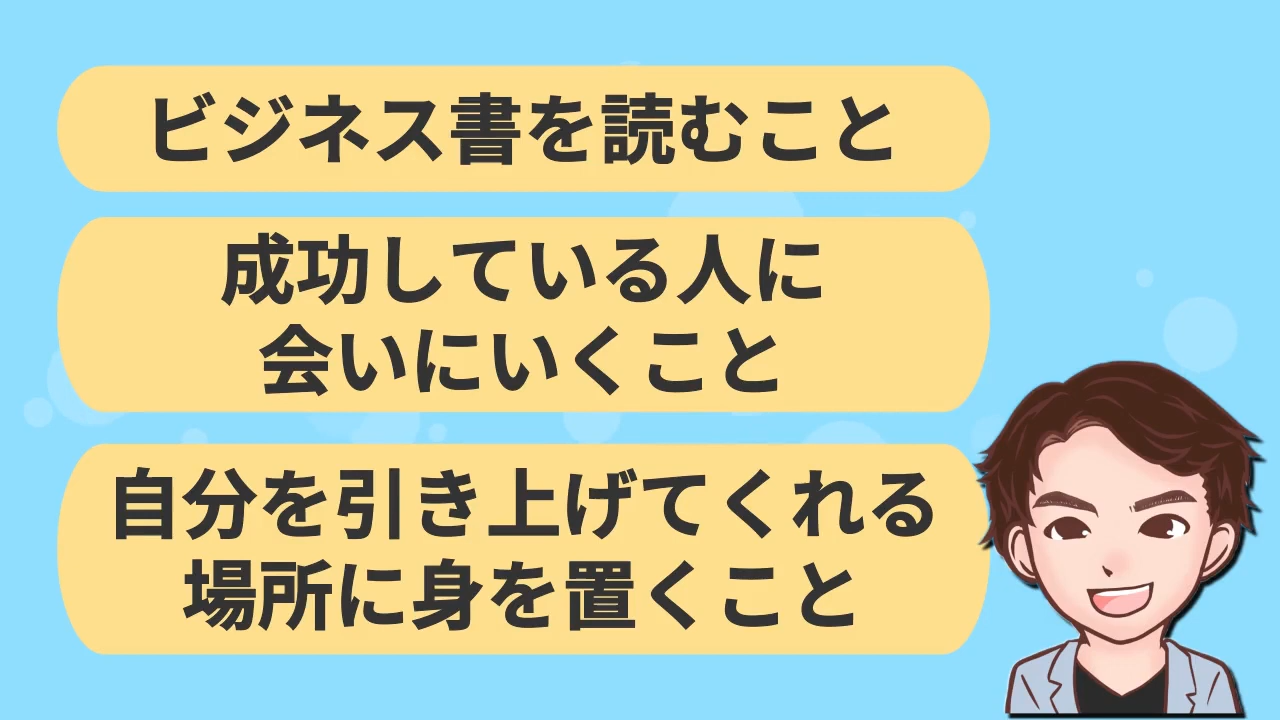 ビジネス書を読むこと
成功している人に
会いにいくこと
自分を引き上げてくれる
場所に身を置くこと